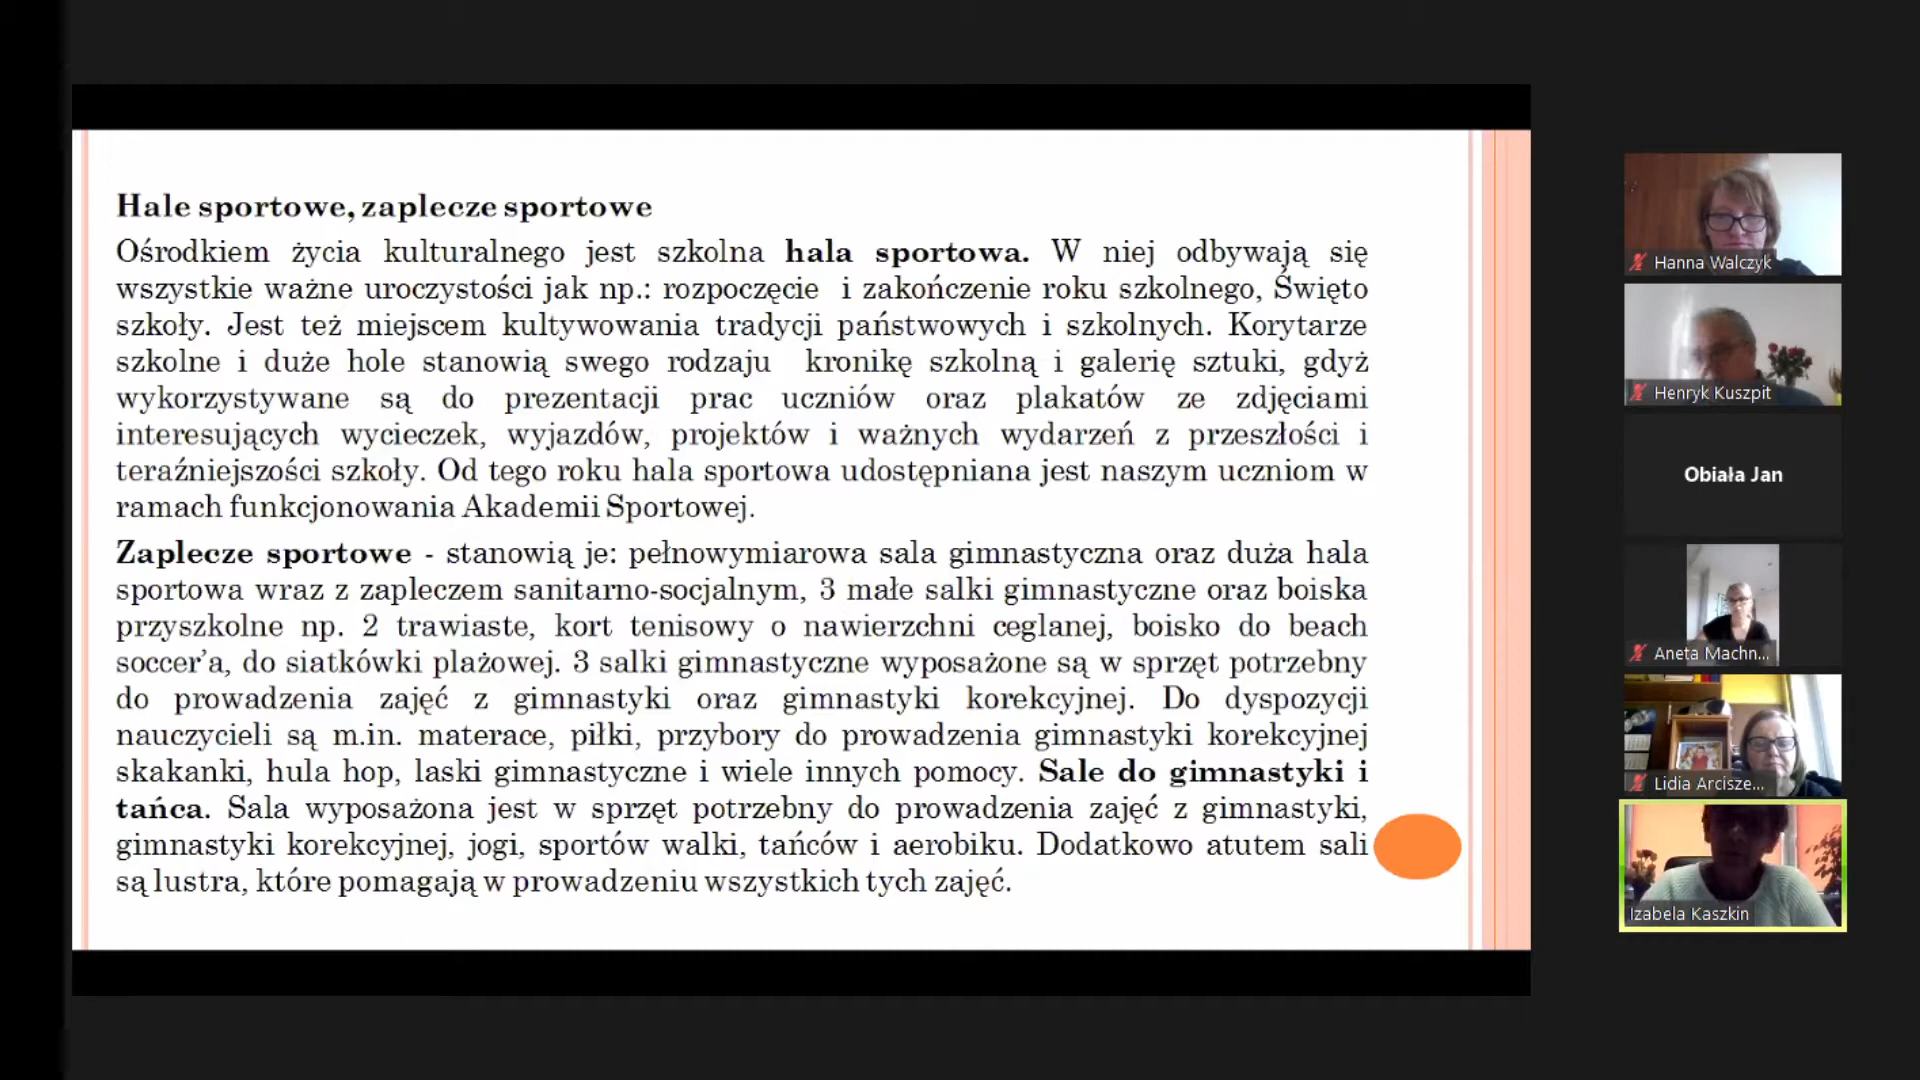 Hale sportowe, zaplecze sportowe
Ośrodkiem życia kulturalnego jest szkolna hala sportowa. W niej odbywają się
wszystkie ważne uroczystości jak np.: rozpoczęcie i zakończenie roku szkolnego, Święto
szkoły. Jest też miejscem kultywowania tradycji państwowych i szkolnych. Korytarze
szkolne i duże hole stanowią swego rodzaju kronikę szkolną i galerię sztuki, gdyż
wykorzystywane są do prezentacji prac uczniów oraz plakatów ze zdjęciami
interesujących wycieczek, wyjazdów, projektów i ważnych wydarzeń z przeszłości i
teraźniejszości szkoły. Od tego roku hala sportowa udostępniana jest naszym uczniom w
ramach funkcjonowania Akademii Sportowej.
Zaplecze sportowe - stanowią je: pełnowymiarowa sala gimnastyczna oraz duża hala
sportowa wraz z zapleczem sanitarno-socjalnym, 3 małe salki gimnastyczne oraz boiska
przyszkolne np. 2 trawiaste, kort tenisowy o nawierzchni ceglanej, boisko do beach
soccer’a, do siatkówki plażowej. 3 salki gimnastyczne wyposażone są w sprzęt potrzebny
do prowadzenia zajęć z gimnastyki oraz gimnastyki korekcyjnej. Do dyspozycji
nauczycieli są m.in. materace, piłki, przybory do prowadzenia gimnastyki korekcyjnej
skakanki, hula hop, laski gimnastyczne i wiele innych pomocy. Sale do gimnastyki i
tańca. Sala wyposażona jest w sprzęt potrzebny do prowadzenia zajęć z gimnastyki,
gimnastyki korekcyjnej, jogi, sportów walki, tańców i aerobiku. Dodatkowo atutem sali
są lustra, które pomagają w prowadzeniu wszystkich tych zajęć.
Hanna Walczyk
Henryk Kuszpit
Obiała Jan
Aneta Machn...
Lidia Arcisze...
Izabela Kaszkin